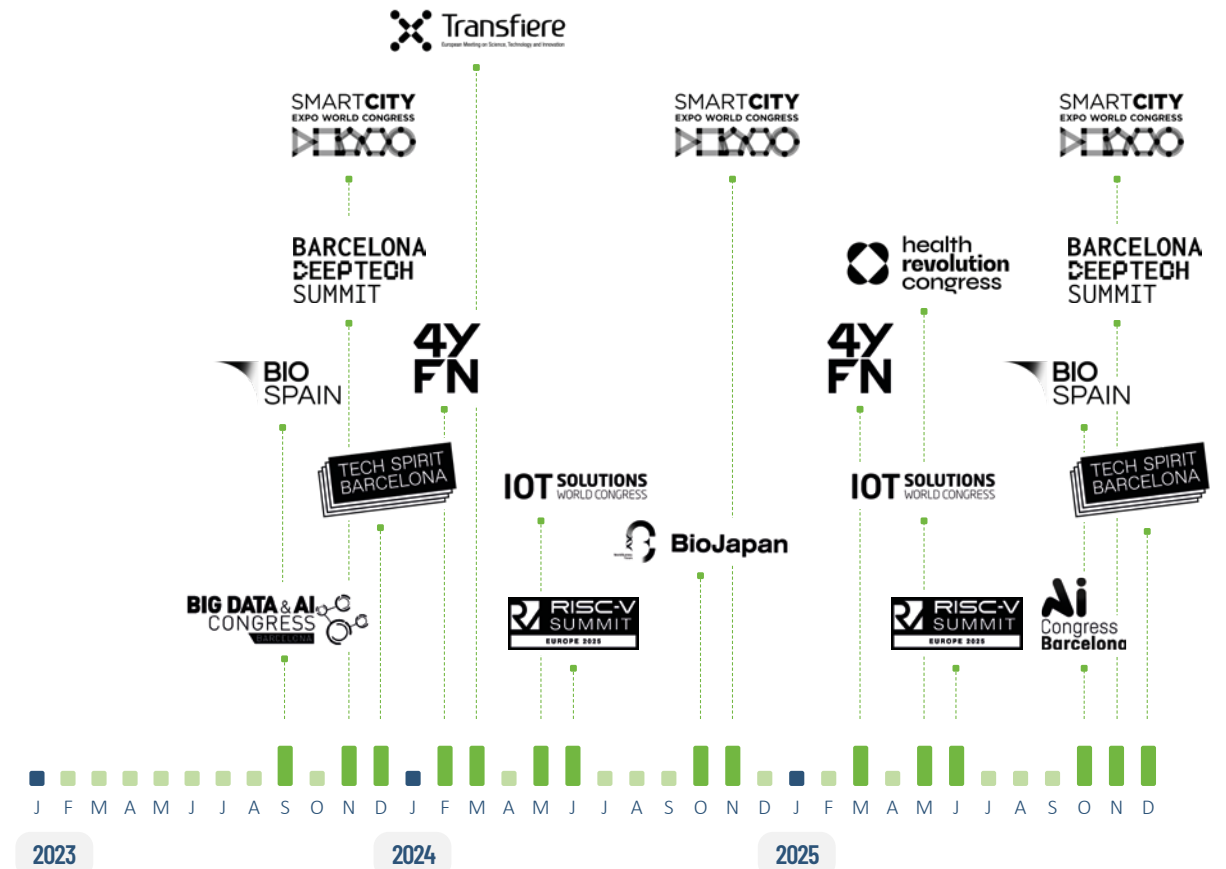 Transfiere
European Meeting on Science, Technology and Innovation
SMARTCITY
EXPO WORLD CONGRESS
SMARTCITY
EXPO WORLD CONGRESS
SMARTCITY
EXPO WORLD CONGRESS
BARCELONA
DEEPTECH
SUMMIT
health
revolution
congress
BARCELONA
DEEPTECH
SUMMIT
4Y
FN
4Y
FN
BIO
SPAIN
BIO
SPAIN
TECH SPIRIT
BARCELONA
IOT SOLUTIONS
WORLD CONGRESS
IOT SOLUTIONS
WORLD CONGRESS
TECH SPIRIT
BARCELONA
BioJapan
BIG DATA & AI
CONGRESS
BARCELONA
RISC-V
SUMMIT
EUROPE 2025
RISC-V
SUMMIT
EUROPE 2025
Ai
Congress
Barcelona
J F M A M J J A S O N D J F M A M J J A S O N D J F M A M J J A S O N D
2023 2024 2025